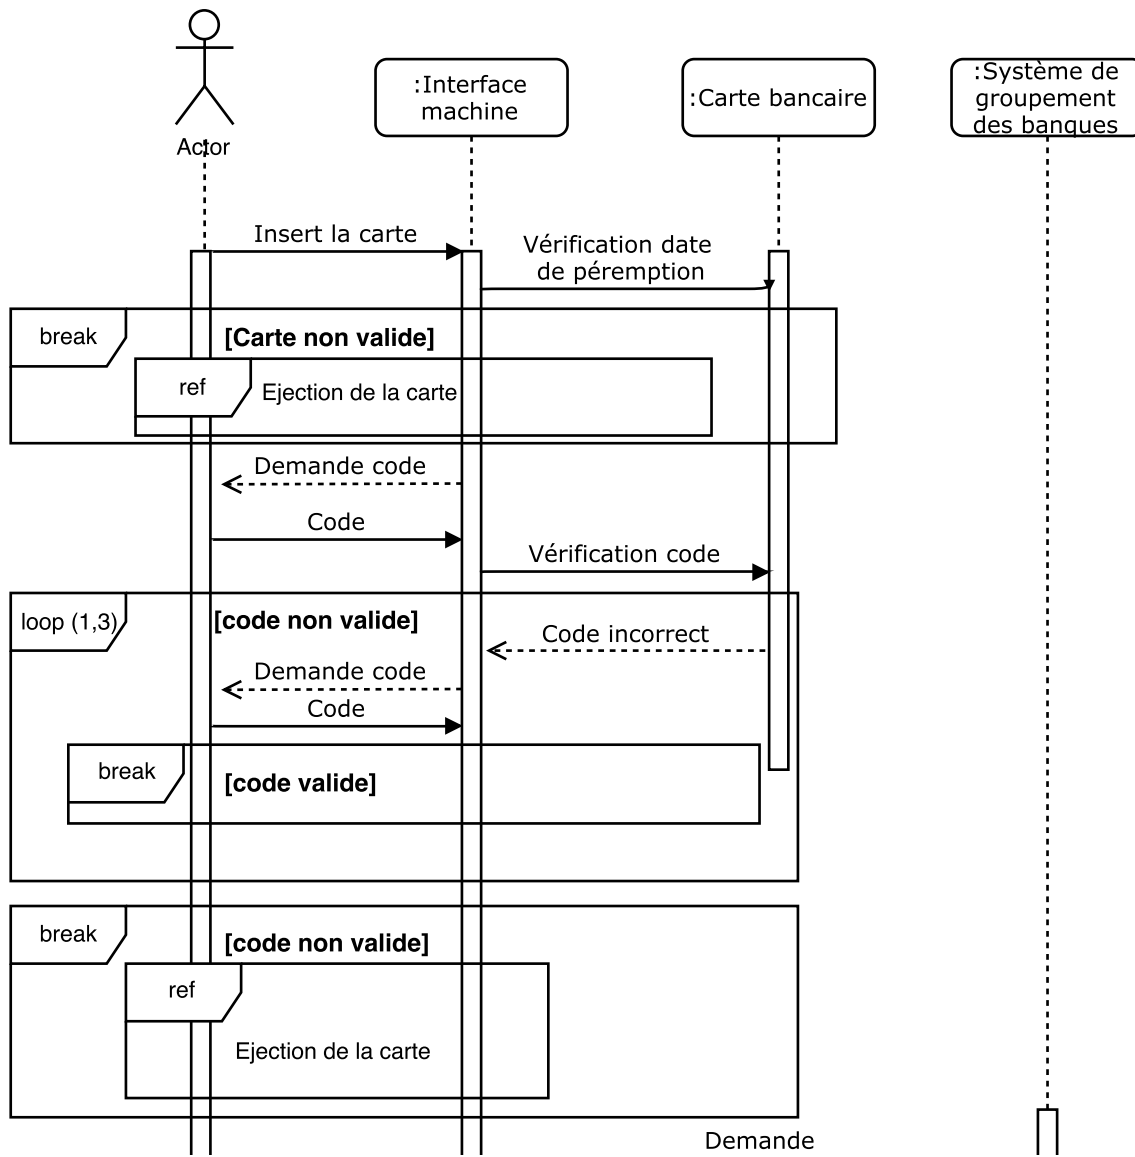 Actor
:Interface
machine
:Carte bancaire
:Système de
groupement
des banques
Insert la carte
Vérification date
de péremption
break
[Carte non valide]
ref
Ejection de la carte
Demande code
Code
Vérification code
loop (1,3)
[code non valide]
Code incorrect
Demande code
Code
break
[code valide]
break
[code non valide]
ref
Ejection de la carte
Demande